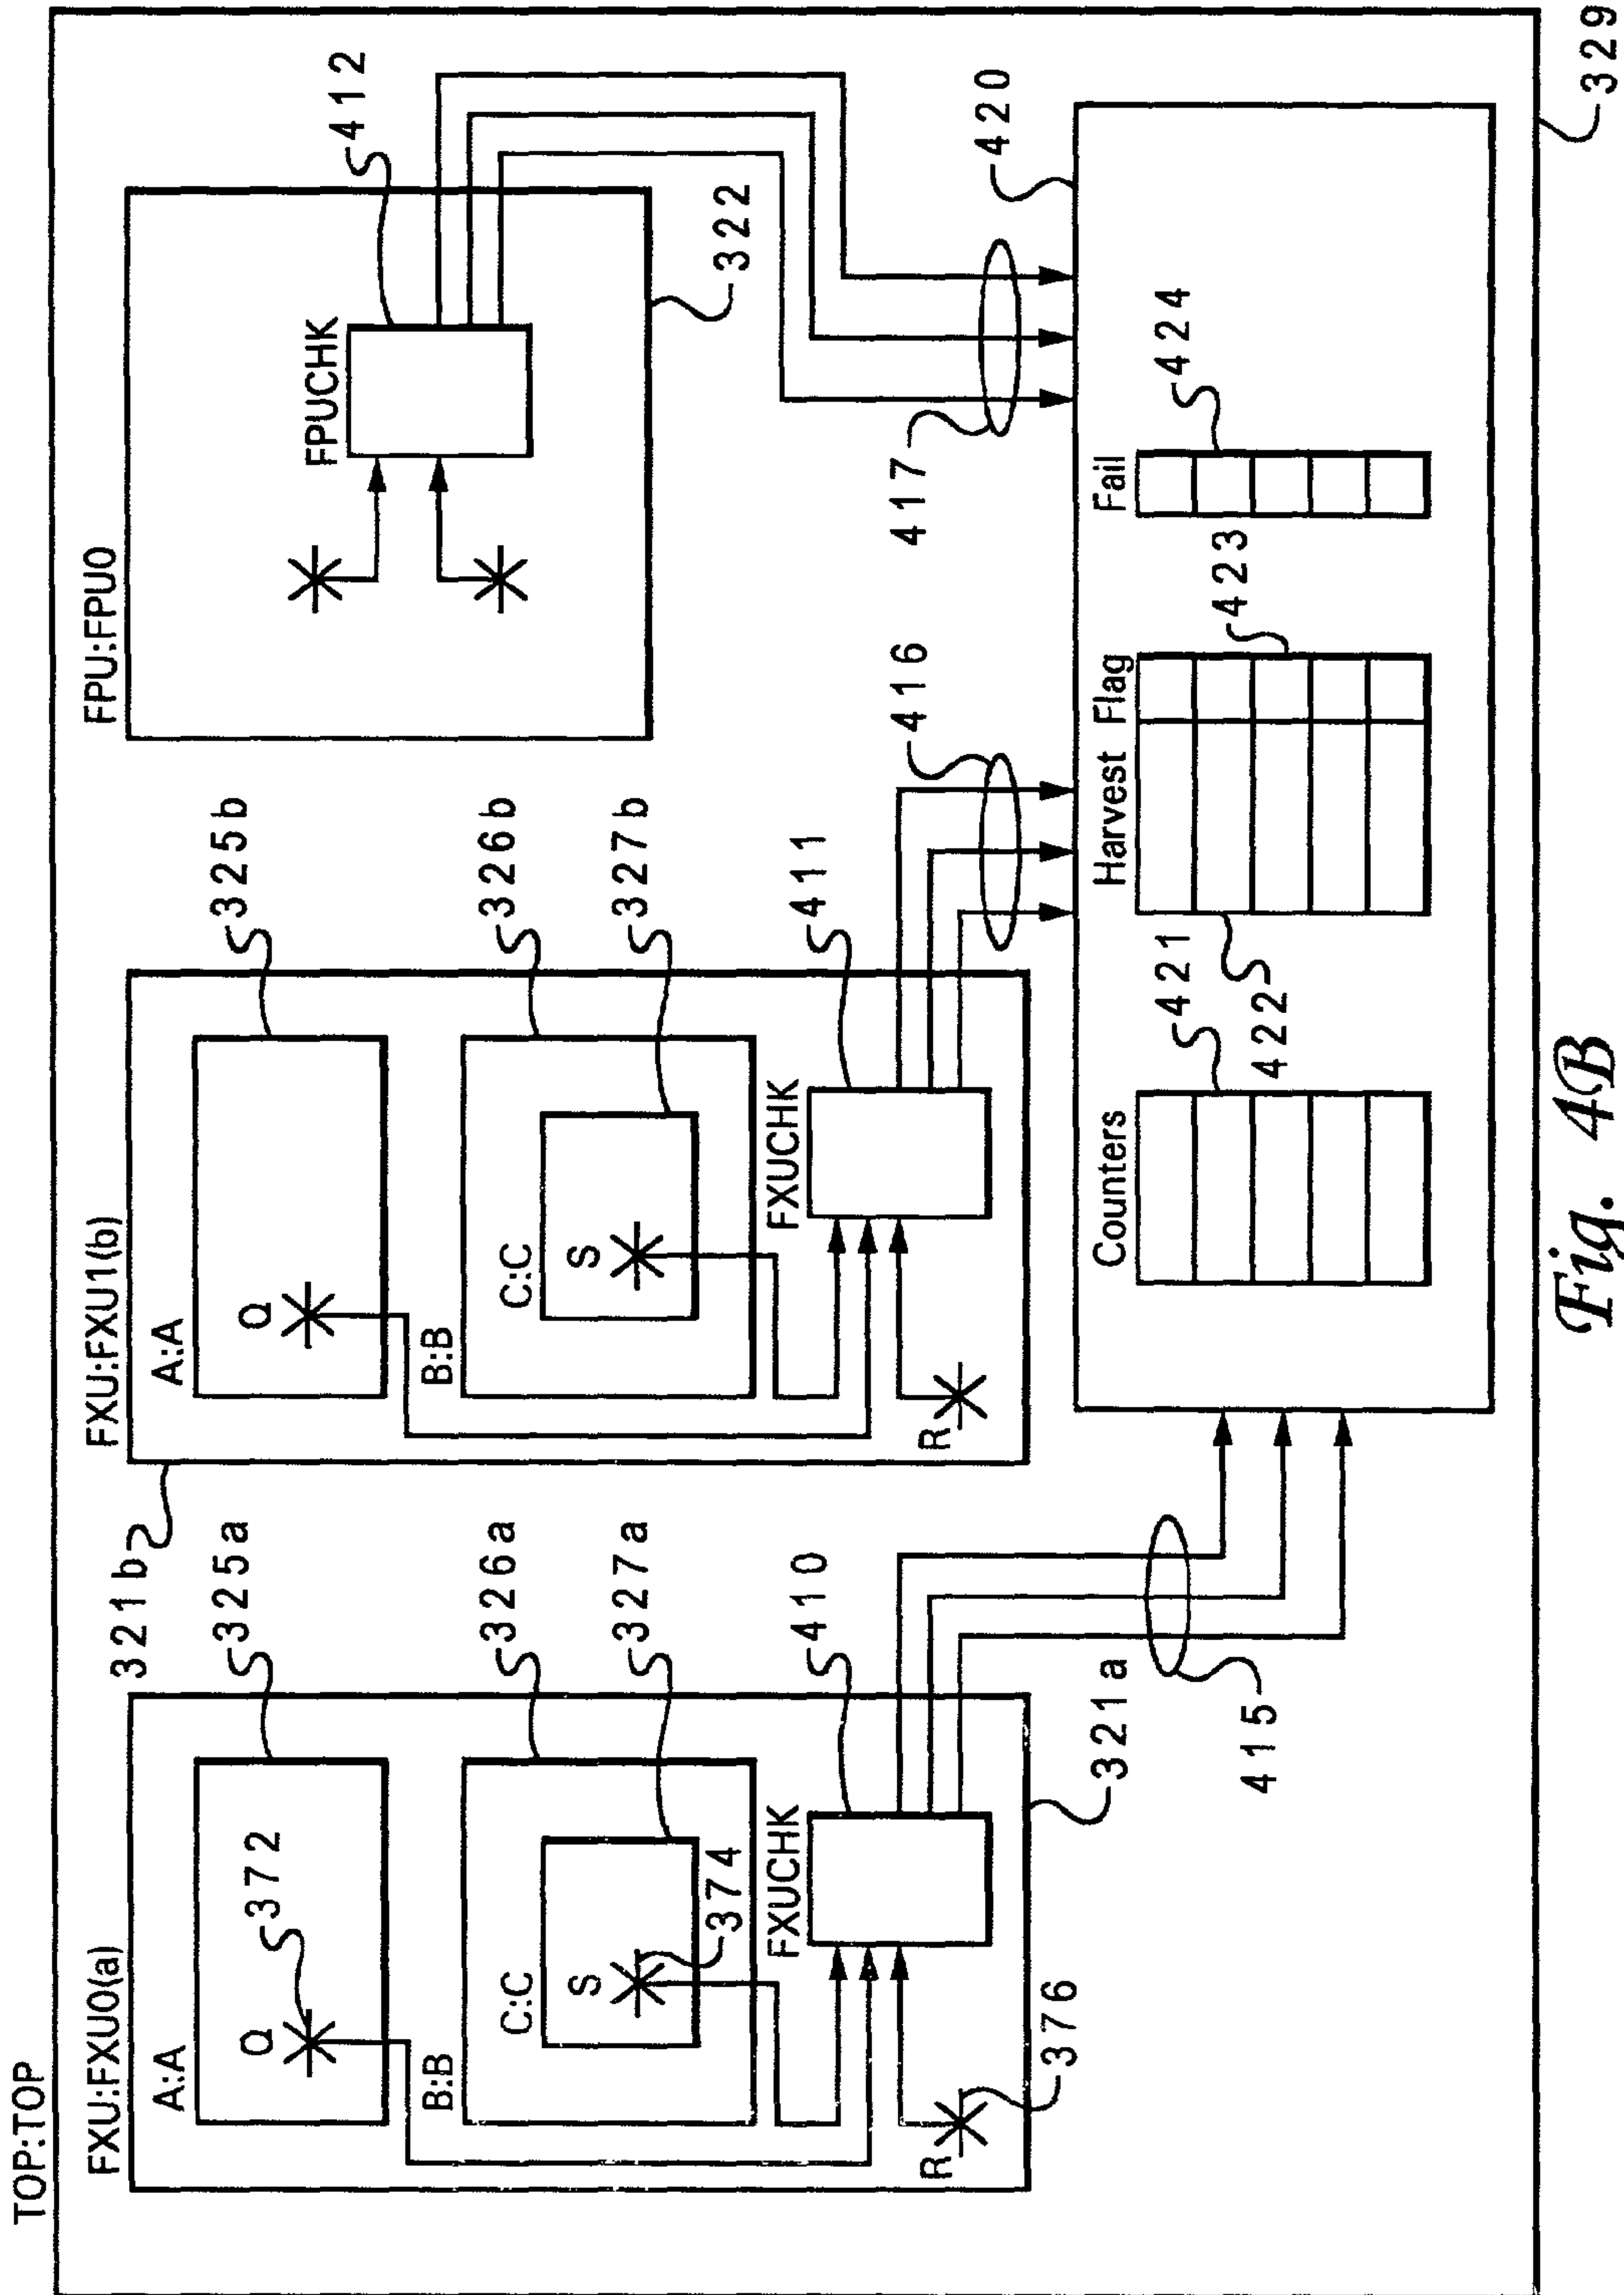 TOP:TOP
FXU:FXU0(a)
A:A
Q
372
325a
B:B
C:C
S
374
326a
327a
FXUCHK
410
R
376
321a
415
321b
FXU:FXU1(b)
A:A
Q
325b
B:B
C:C
S
326b
327b
FXUCHK
411
R
416
FPU:FPU0
FPUCHK
412
322
417
420
Counters
421
422
Harvest
Flag
423
Fail
424
329
Fig. 4B